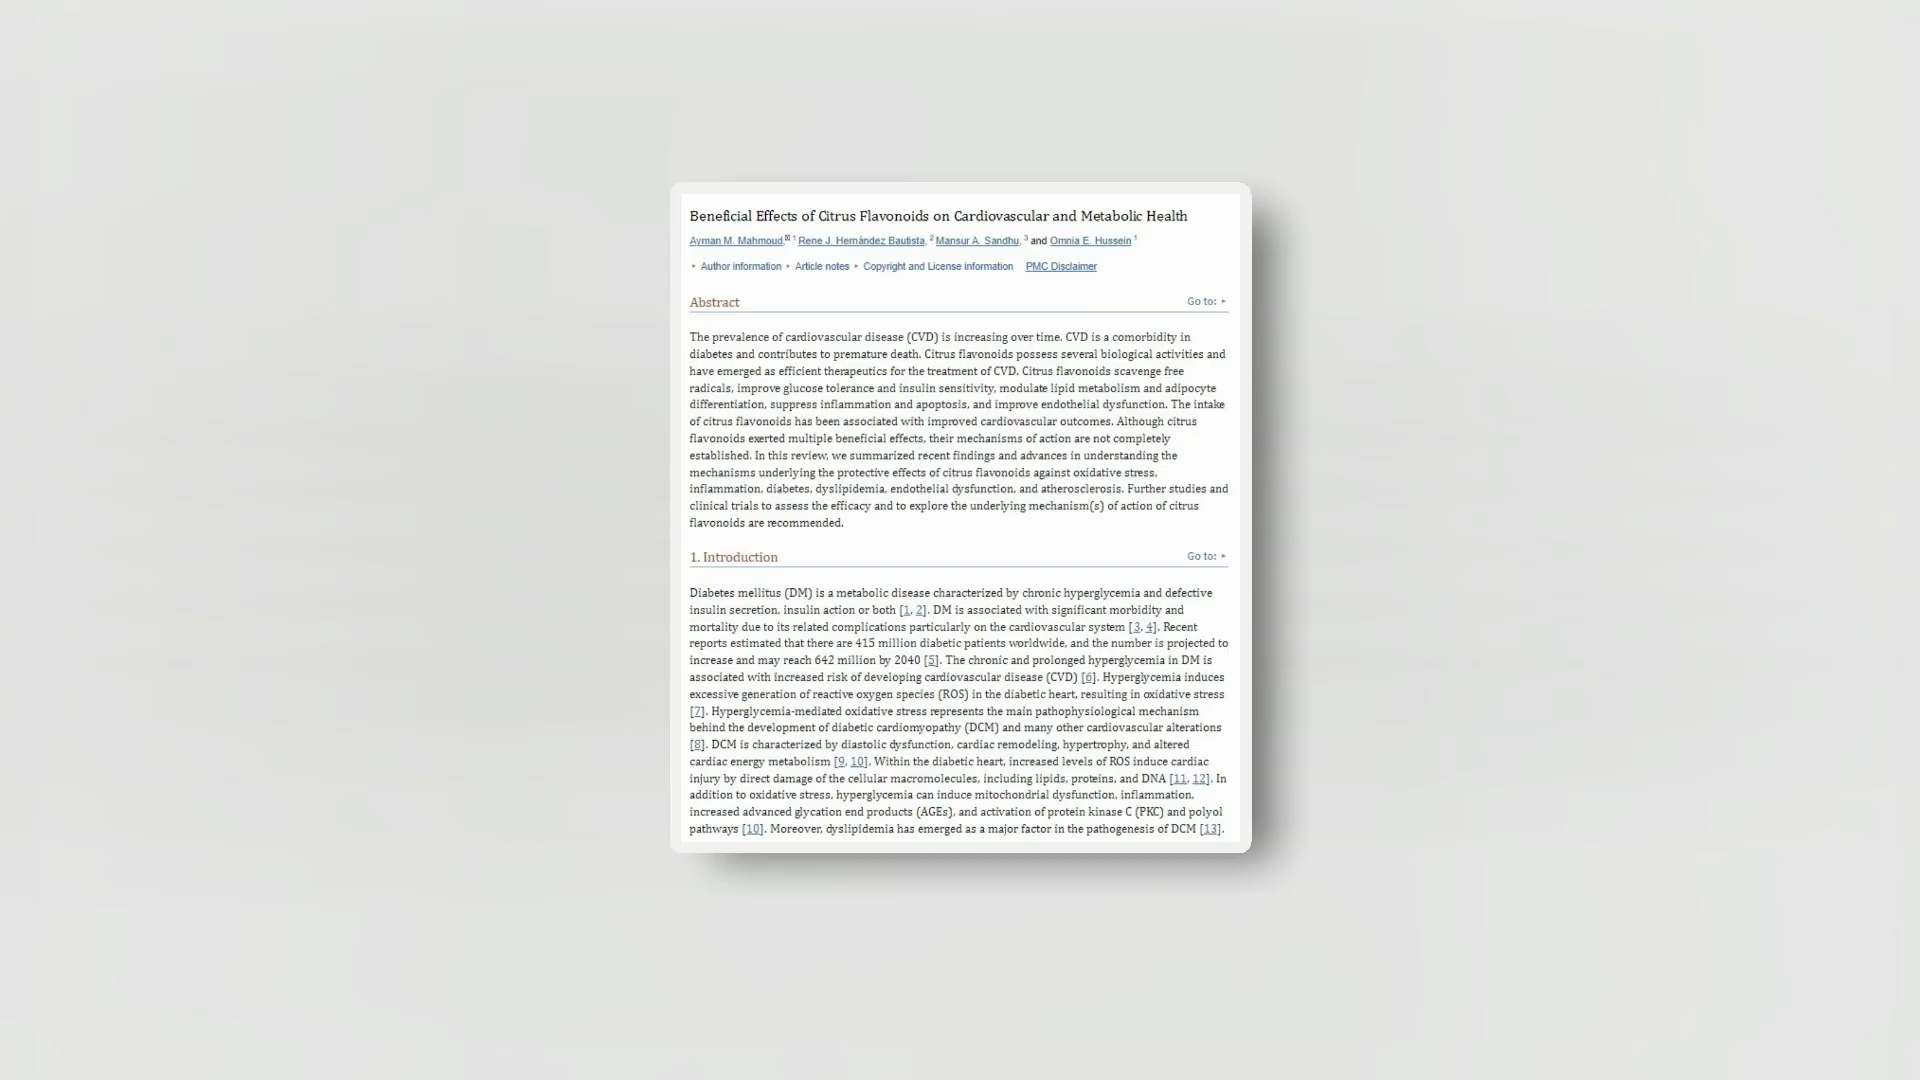 Beneficial Effects of Citrus Flavonoids on Cardiovascular and Metabolic Health
Ayman M. Mahmoud,✉ 1 Rene J. Hernández Bautista, 2 Mansur A. Sandhu, 3 and Omnia E. Hussein 1
‣ Author information ‣ Article notes ‣ Copyright and License information PMC Disclaimer
Abstract Go to: ‣
The prevalence of cardiovascular disease (CVD) is increasing over time. CVD is a comorbidity in
diabetes and contributes to premature death. Citrus flavonoids possess several biological activities and
have emerged as efficient therapeutics for the treatment of CVD. Citrus flavonoids scavenge free
radicals, improve glucose tolerance and insulin sensitivity, modulate lipid metabolism and adipocyte
differentiation, suppress inflammation and apoptosis, and improve endothelial dysfunction. The intake
of citrus flavonoids has been associated with improved cardiovascular outcomes. Although citrus
flavonoids exerted multiple beneficial effects, their mechanisms of action are not completely
established. In this review, we summarized recent findings and advances in understanding the
mechanisms underlying the protective effects of citrus flavonoids against oxidative stress,
inflammation, diabetes, dyslipidemia, endothelial dysfunction, and atherosclerosis. Further studies and
clinical trials to assess the efficacy and to explore the underlying mechanism(s) of action of citrus
flavonoids are recommended.
1. Introduction Go to: ‣
Diabetes mellitus (DM) is a metabolic disease characterized by chronic hyperglycemia and defective
insulin secretion, insulin action or both [1, 2]. DM is associated with significant morbidity and
mortality due to its related complications particularly on the cardiovascular system [3, 4]. Recent
reports estimated that there are 415 million diabetic patients worldwide, and the number is projected to
increase and may reach 642 million by 2040 [5]. The chronic and prolonged hyperglycemia in DM is
associated with increased risk of developing cardiovascular disease (CVD) [6]. Hyperglycemia induces
excessive generation of reactive oxygen species (ROS) in the diabetic heart, resulting in oxidative stress
[7]. Hyperglycemia-mediated oxidative stress represents the main pathophysiological mechanism
behind the development of diabetic cardiomyopathy (DCM) and many other cardiovascular alterations
[8]. DCM is characterized by diastolic dysfunction, cardiac remodeling, hypertrophy, and altered
cardiac energy metabolism [9, 10]. Within the diabetic heart, increased levels of ROS induce cardiac
injury by direct damage of the cellular macromolecules, including lipids, proteins, and DNA [11, 12]. In
addition to oxidative stress, hyperglycemia can induce mitochondrial dysfunction, inflammation,
increased advanced glycation end products (AGEs), and activation of protein kinase C (PKC) and polyol
pathways [10]. Moreover, dyslipidemia has emerged as a major factor in the pathogenesis of DCM [13].